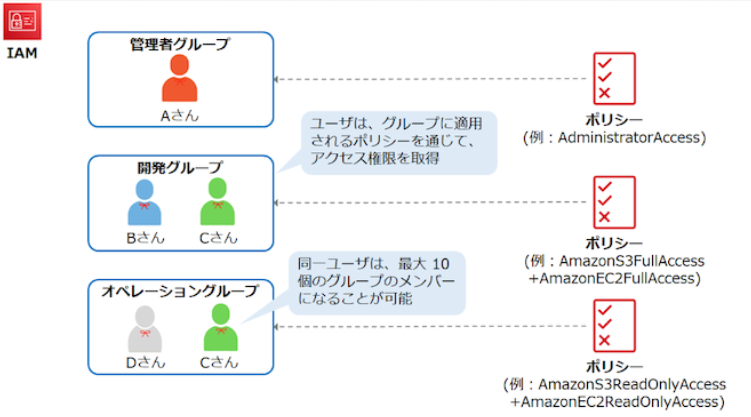 IAM
管理者グループ
Aさん
ポリシー
(例：AdministratorAccess)
ユーザは、グループに適用
されるポリシーを通じて、
アクセス権限を取得
開発グループ
Bさん
Cさん
ポリシー
(例：AmazonS3FullAccess
+AmazonEC2FullAccess)
同一ユーザは、最大 10
個のグループのメンバー
になることが可能
オペレーショングループ
Dさん
Cさん
ポリシー
(例：AmazonS3ReadOnlyAccess
+AmazonEC2ReadOnlyAccess)